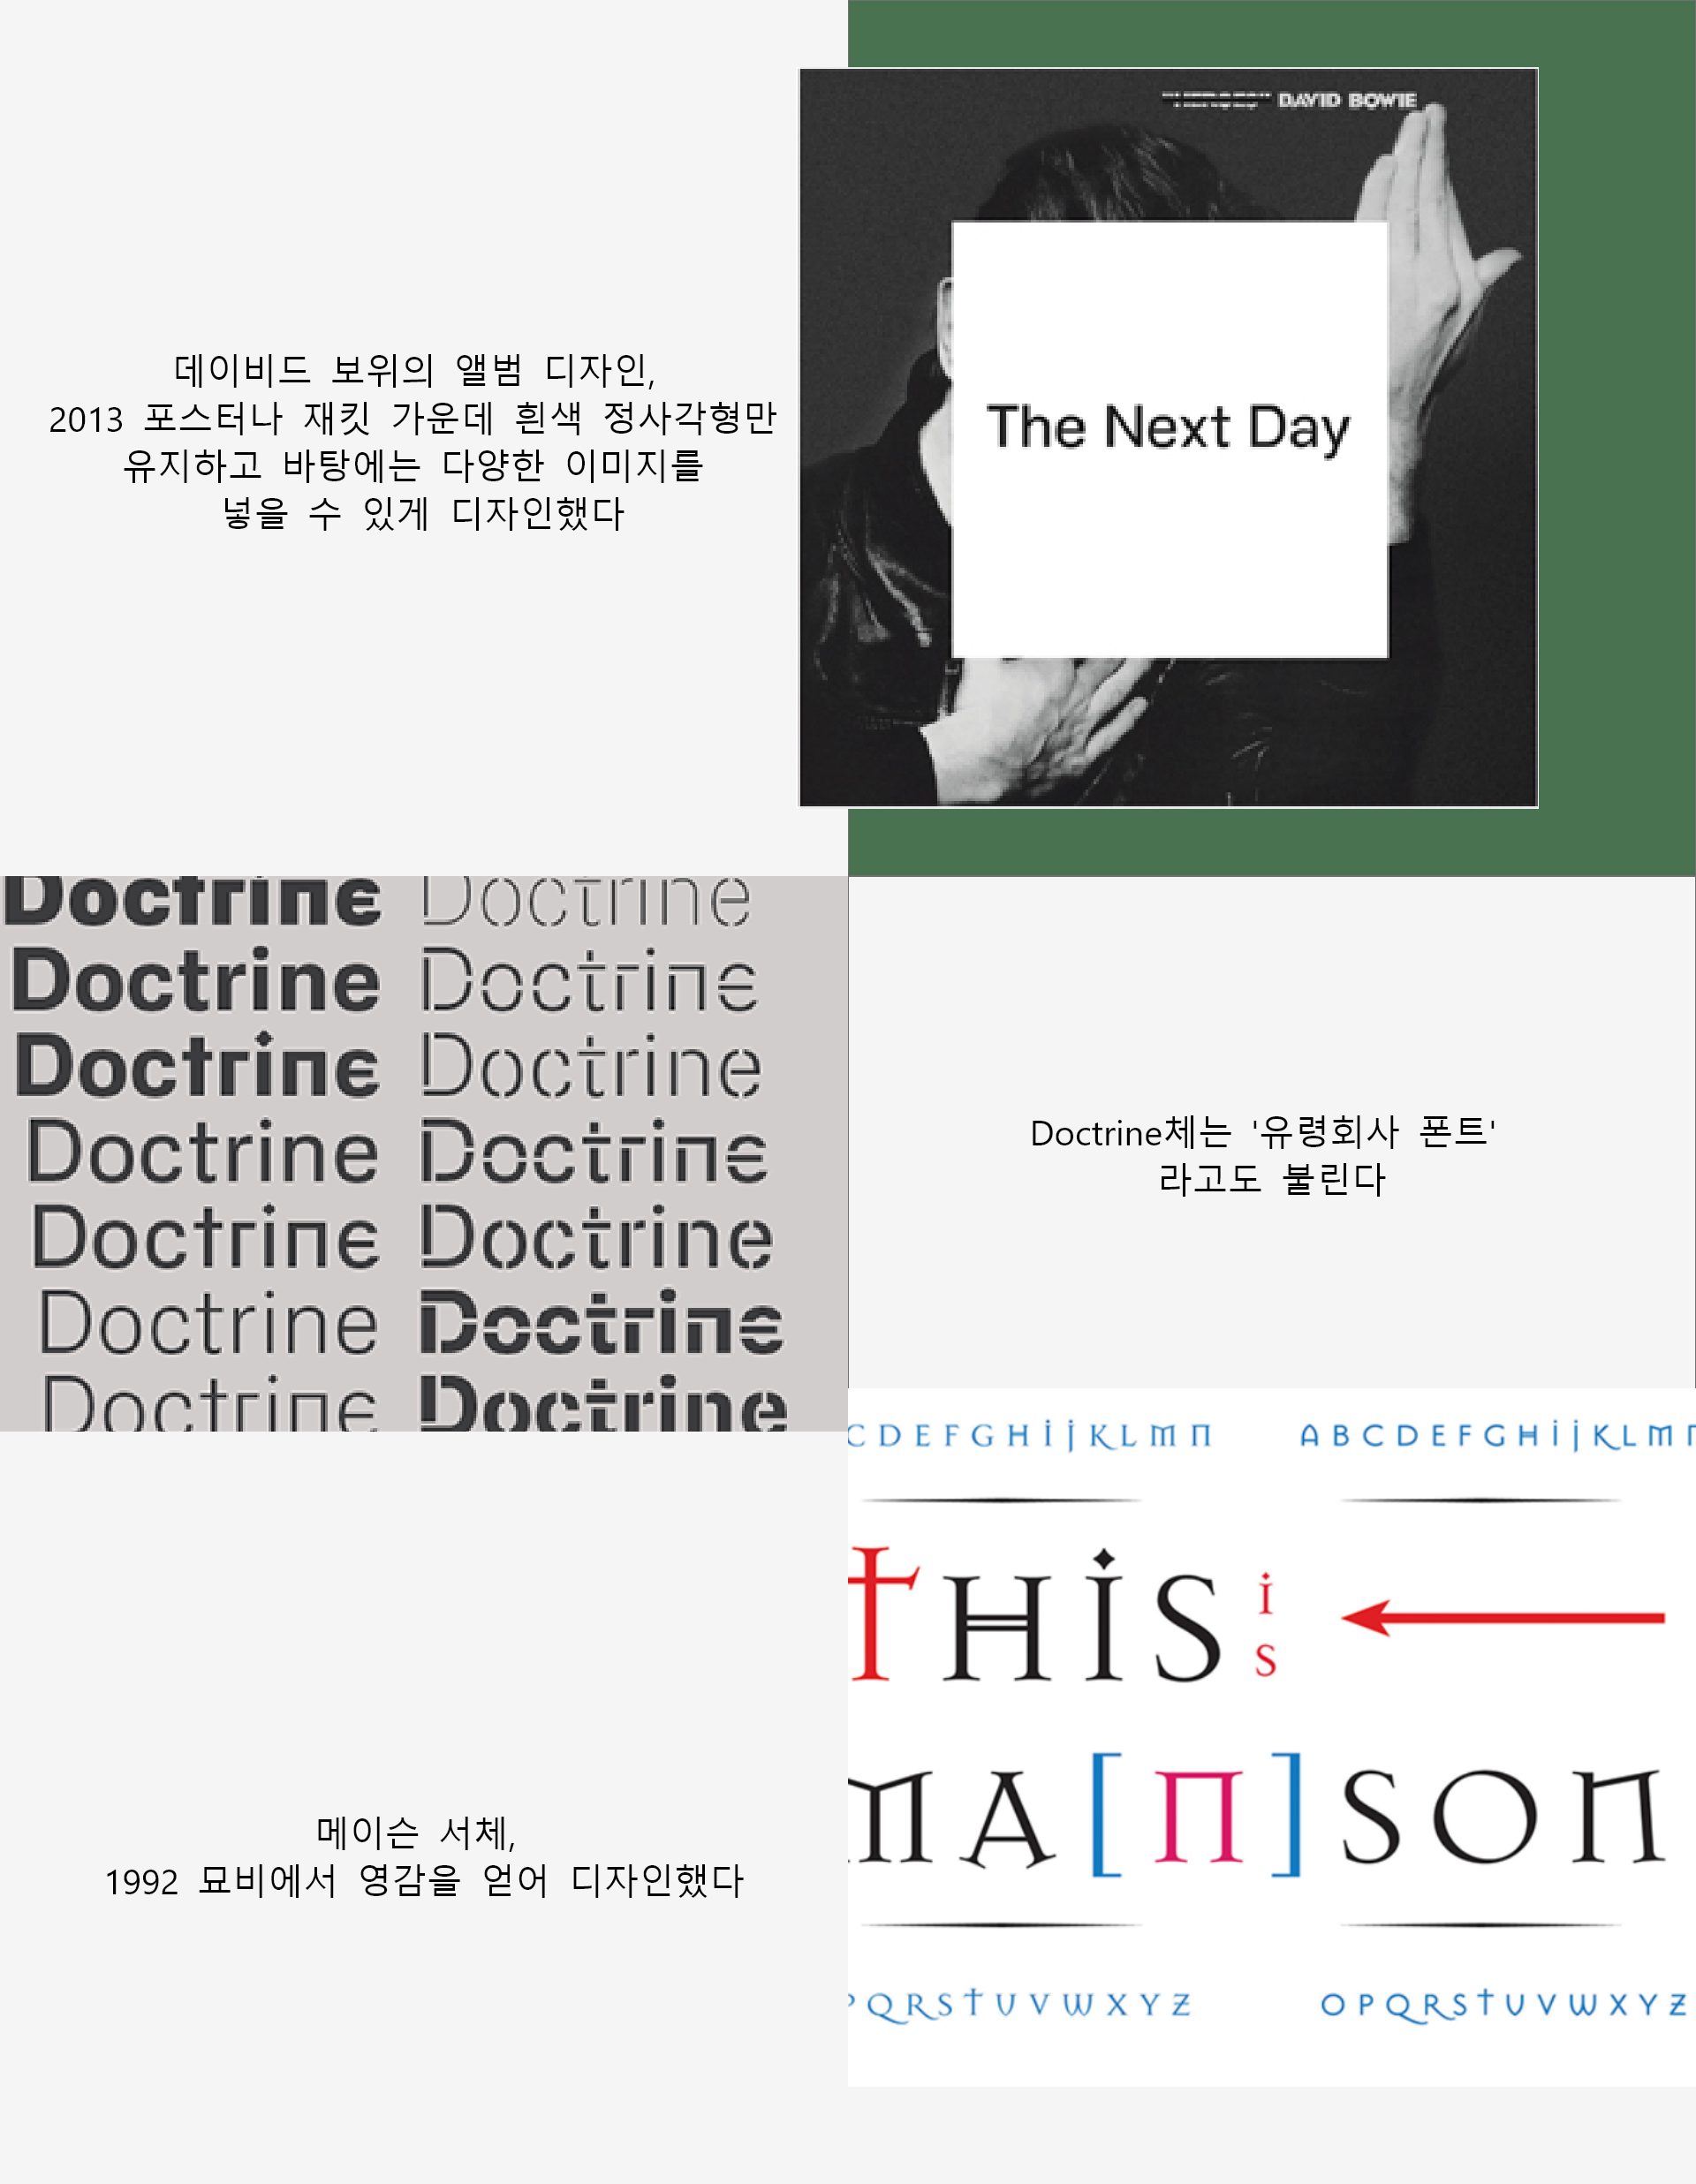 "HEROES" DAVID BOWIE
데이비드 보위의 앨범 디자인,
2013 포스터나 재킷 가운데 흰색 정사각형만
유지하고 바탕에는 다양한 이미지를
넣을 수 있게 디자인했다
The Next Day
Doctrine Doctrine
Doctrine Doctrine
Doctrine Doctrine
Doctrine Doctrine
Doctrine Doctrine
Doctrine Doctrine
Doctrine Doctrine
Doctrine체는 '유령회사 폰트'
라고도 불린다
C D E F G H i j K L M N A B C D E F G H i j K L M N
THiS is
MA[N]SON
메이슨 서체,
1992 묘비에서 영감을 얻어 디자인했다
P Q R S T U V W X Y Z O P Q R S T U V W X Y Z